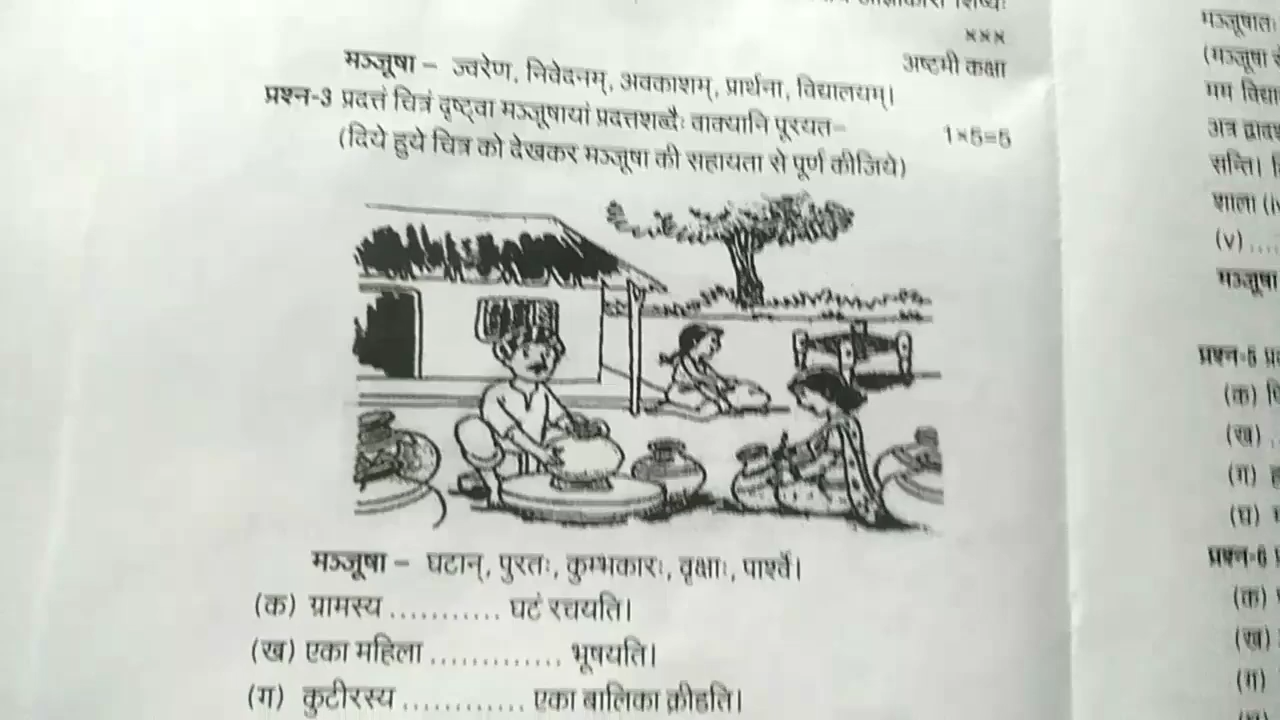 ×××
अष्टमी कक्षा
मञ्जूषा – ज्वरेण, निवेदनम्, अवकाशम्, प्रार्थना, विद्यालयम्।
प्रश्न-3 प्रदत्तं चित्रं दृष्ट्वा मञ्जूषायां प्रदत्तशब्दैः वाक्यानि पूरयत– 1×5=5
(दिये हुये चित्र को देखकर मञ्जूषा की सहायता से पूर्ण कीजिये)
मञ्जूषा – घटान्, पुरतः, कुम्भकारः, वृक्षाः, पार्श्वे।
(क) ग्रामस्य ........... घटं रचयति।
(ख) एका महिला ............. भूषयति।
(ग) कुटीरस्य ............ एका बालिका क्रीडति।
मञ्जूषातः
(मञ्जूषा
मम
अत्र
सन्ति।
शाला
(v) ....
मञ्जूषा
प्रश्न-5
(क)
(ख)
(ग)
(घ)
प्रश्न-6
(क)
(ख)
(ग)